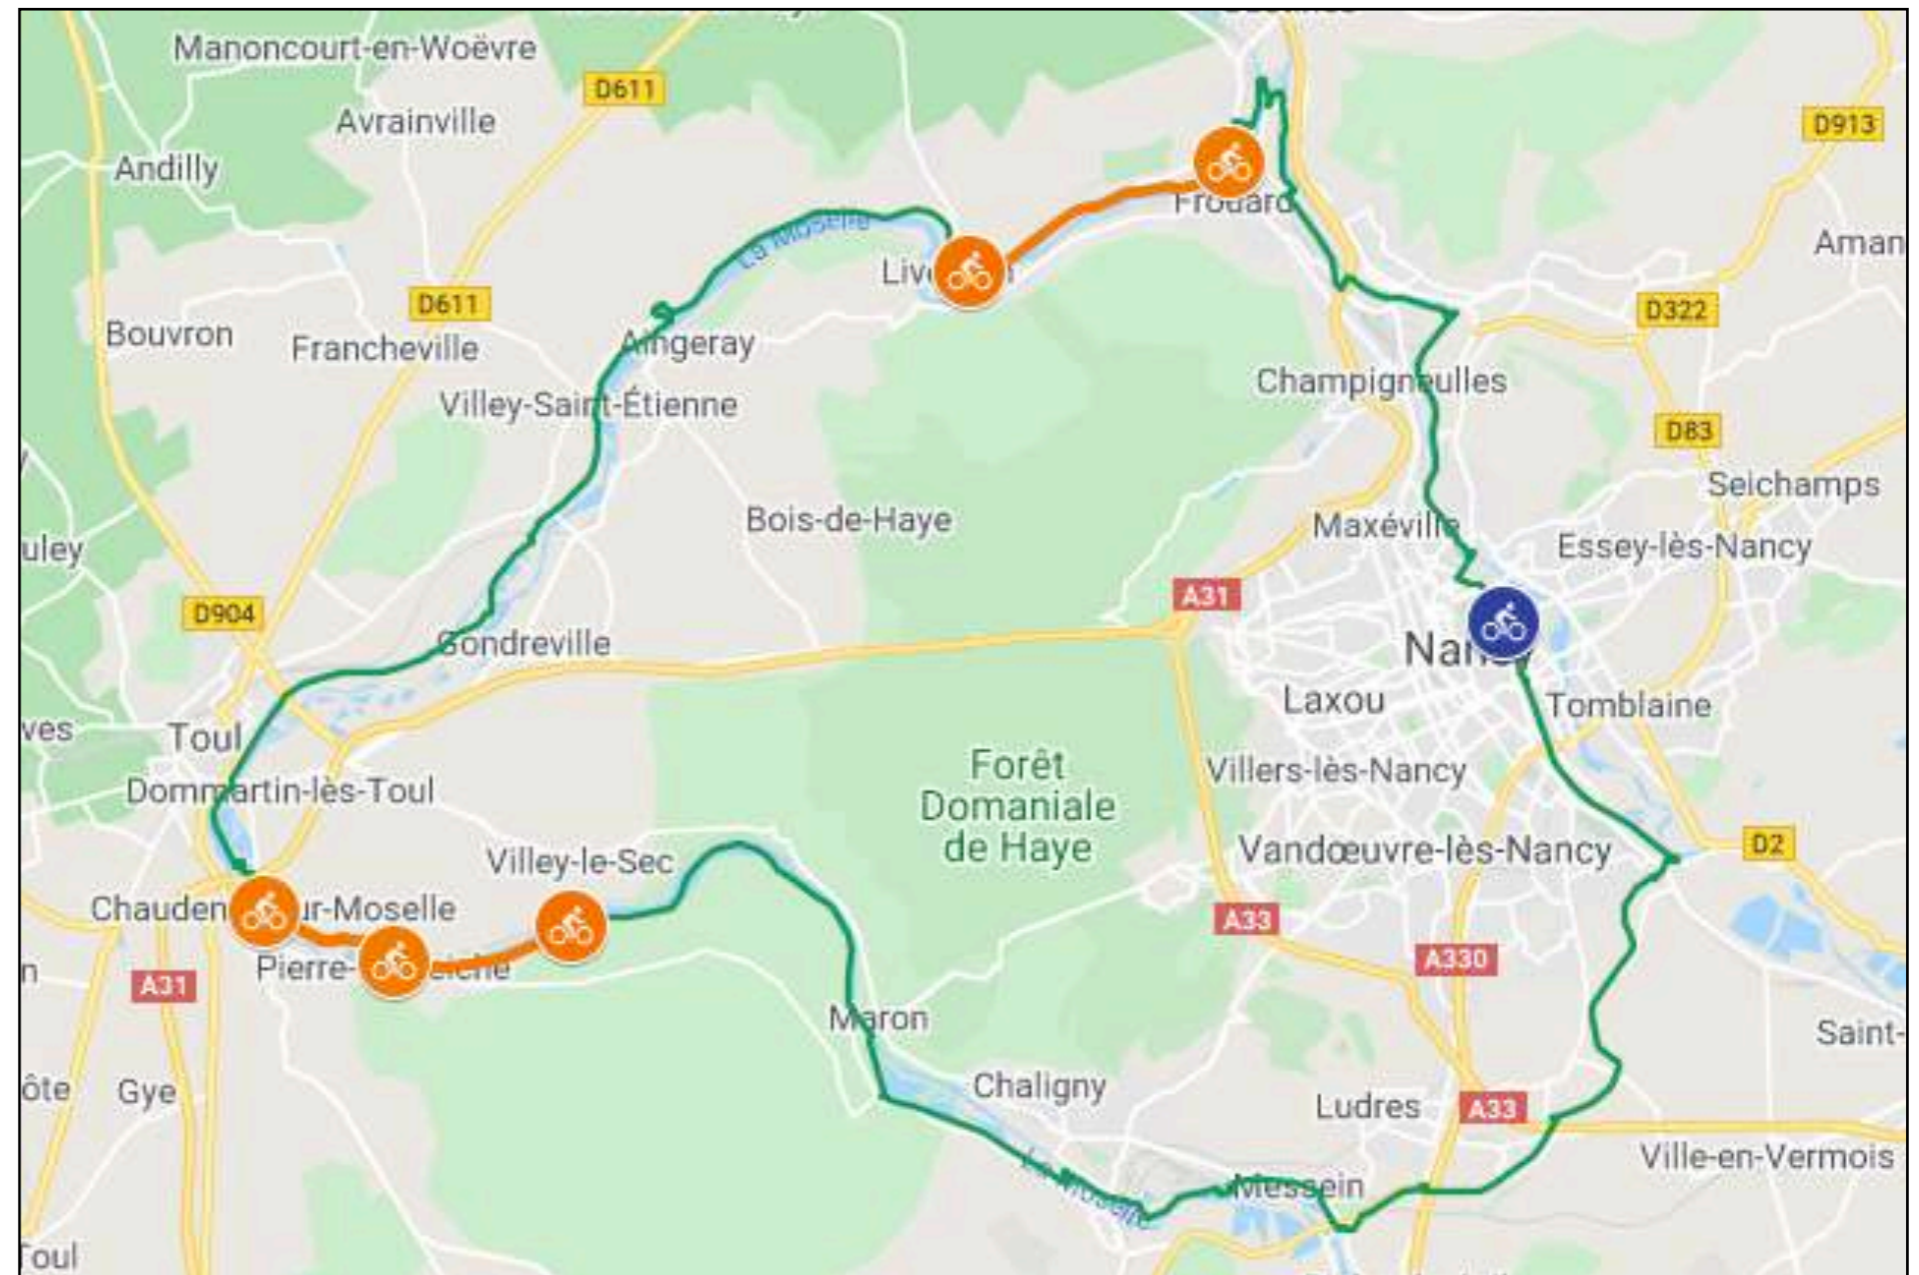 Manoncourt-en-Woëvre
D611
Avrainville
D913
Andilly
Frouard
La Moselle
Aman
D611
D322
Bouvron
Francheville
Aingeray
Champigneulles
Villey-Saint-Étienne
D83
Seichamps
Bois-de-Haye
Maxéville
Essey-lès-Nancy
uley
A31
D904
Gondreville
Laxou
Tomblaine
ves
Toul
Forêt
Domaniale
de Haye
Villers-lès-Nancy
Dommartin-lès-Toul
Vandœuvre-lès-Nancy
D2
Villey-le-Sec
Chauden
ur-Moselle
A33
A330
Pierre-
A31
Maron
Saint-
ôte
Gye
Chaligny
Ludres
A33
Ville-en-Vermois
La Moselle
Messein
Toul